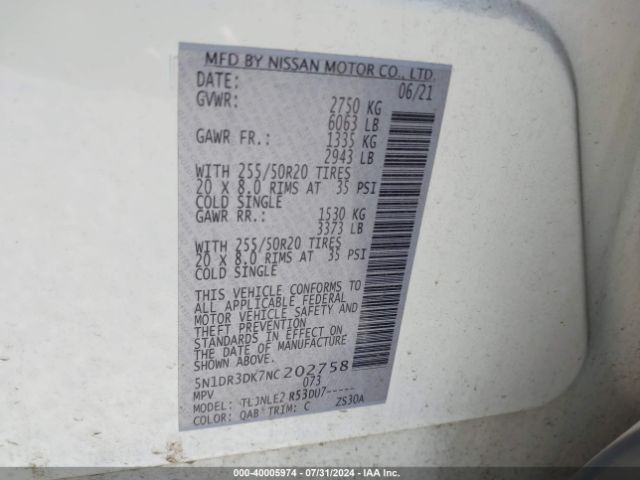 MFD BY NISSAN MOTOR CO., LTD.
DATE: 06/21
GVWR: 2750 KG
6063 LB
GAWR FR.: 1335 KG
2943 LB
WITH 255/50R20 TIRES
20 X 8.0 RIMS AT 35 PSI
COLD SINGLE
GAWR RR.: 1530 KG
3373 LB
WITH 255/50R20 TIRES
20 X 8.0 RIMS AT 35 PSI
COLD SINGLE
THIS VEHICLE CONFORMS TO
ALL APPLICABLE FEDERAL
MOTOR VEHICLE SAFETY AND
THEFT PREVENTION
STANDARDS IN EFFECT ON
THE DATE OF MANUFACTURE
SHOWN ABOVE.
5N1DR3DK7NC202758
MPV 073
MODEL: TLJNLE2 R53DU7-----
COLOR: QAB TRIM: C ZS30A
000-40005974 - 07/31/2024 - IAA Inc.